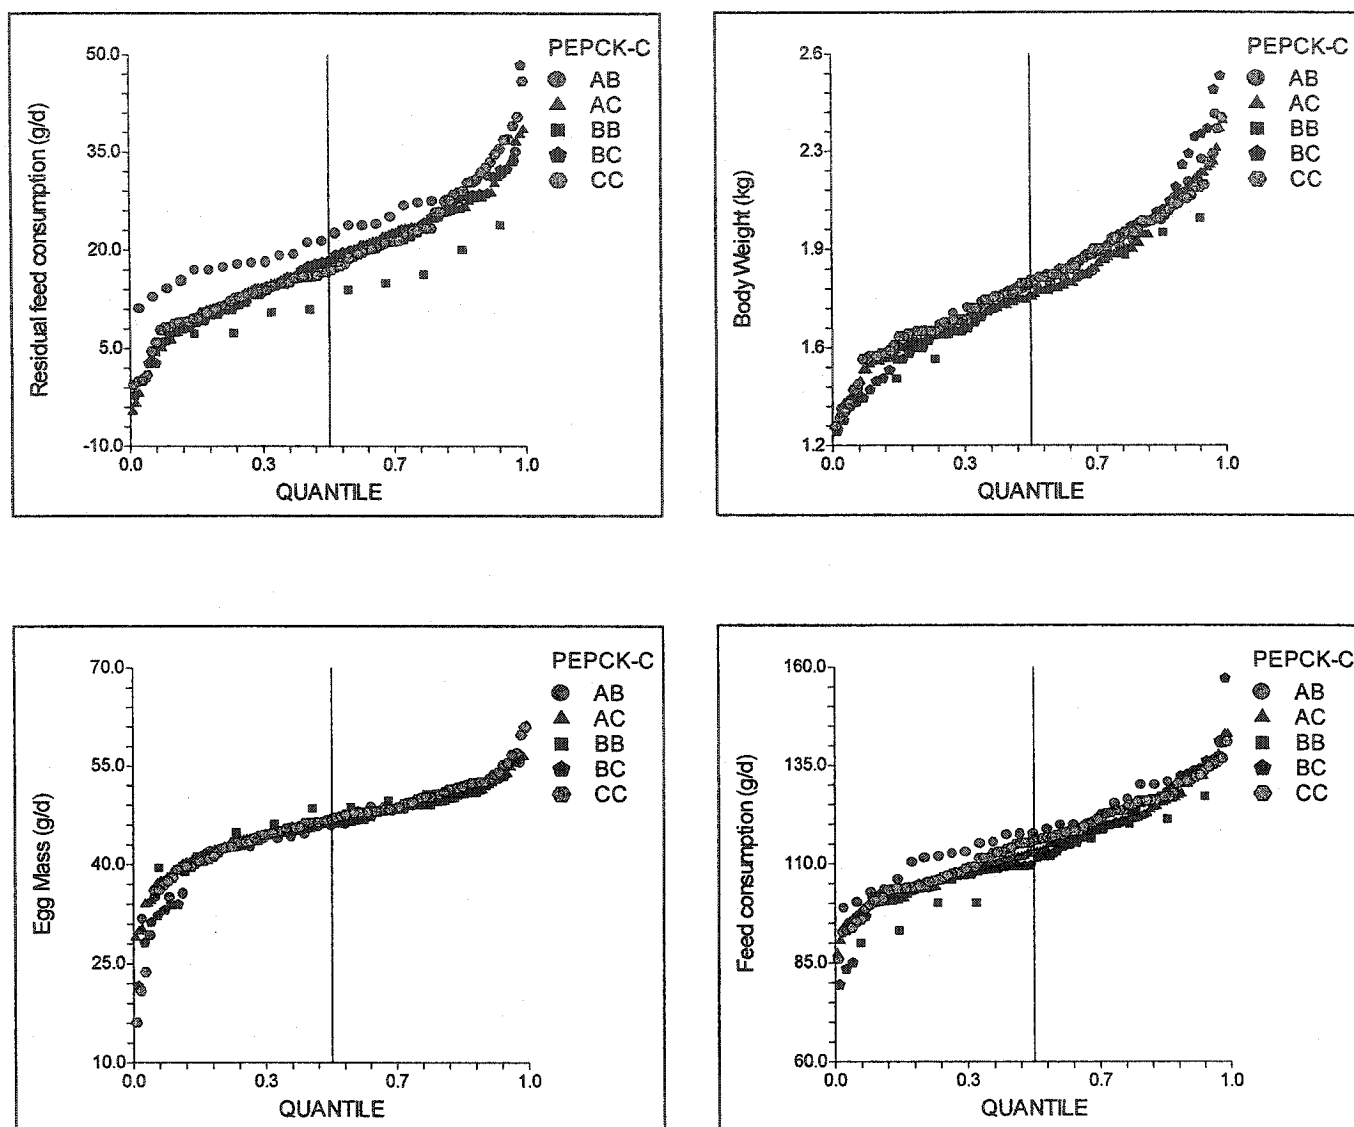 PEPCK-C
AB
AC
BB
BC
CC
50.0
35.0
20.0
5.0
-10.0
Residual feed consumption (g/d)
0.0 0.3 0.7 1.0
QUANTILE
PEPCK-C
AB
AC
BB
BC
CC
2.6
2.3
1.9
1.6
1.2
Body Weight (kg)
0.0 0.3 0.7 1.0
QUANTILE
PEPCK-C
AB
AC
BB
BC
CC
70.0
55.0
40.0
25.0
10.0
Egg Mass (g/d)
0.0 0.3 0.7 1.0
QUANTILE
PEPCK-C
AB
AC
BB
BC
CC
160.0
135.0
110.0
85.0
60.0
Feed consumption (g/d)
0.0 0.3 0.7 1.0
QUANTILE